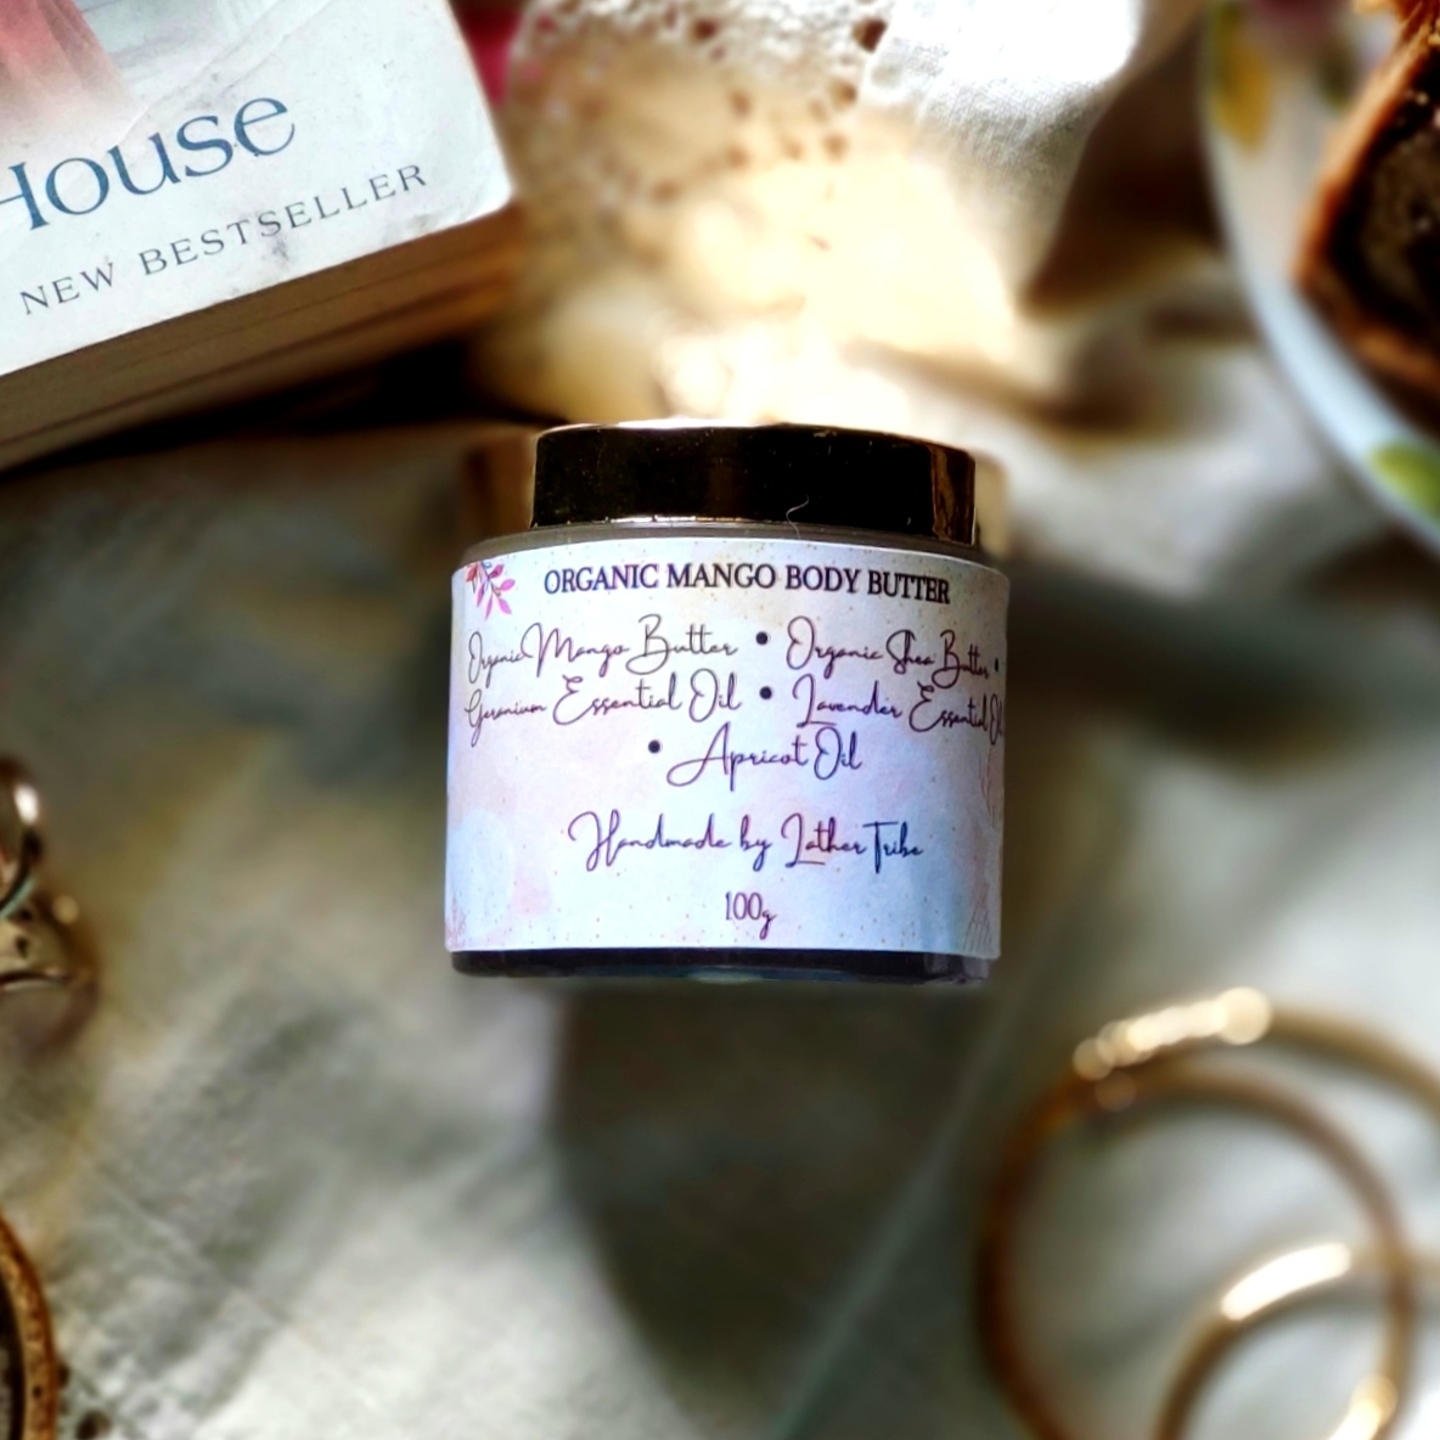 House
NEW BESTSELLER
ORGANIC MANGO BODY BUTTER
Organic Mango Butter • Organic Shea Butter •
Geranium Essential Oil • Lavender Essential Oil
• Apricot Oil
Handmade by Lather Tribe
100g